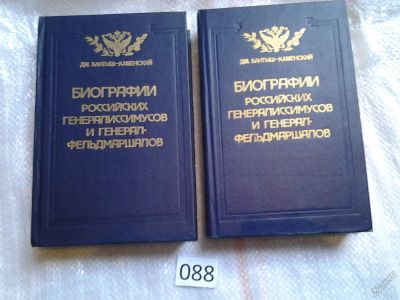 ДМ. БАНТЫШ-КАМЕНСКИЙ
БИОГРАФИИ
РОССИЙСКИХ
ГЕНЕРАЛИССИМУСОВ
И ГЕНЕРАЛ-
ФЕЛЬДМАРШАЛОВ
ДМ. БАНТЫШ-КАМЕНСКИЙ
БИОГРАФИИ
РОССИЙСКИХ
ГЕНЕРАЛИССИМУСОВ
И ГЕНЕРАЛ-
ФЕЛЬДМАРШАЛОВ
088